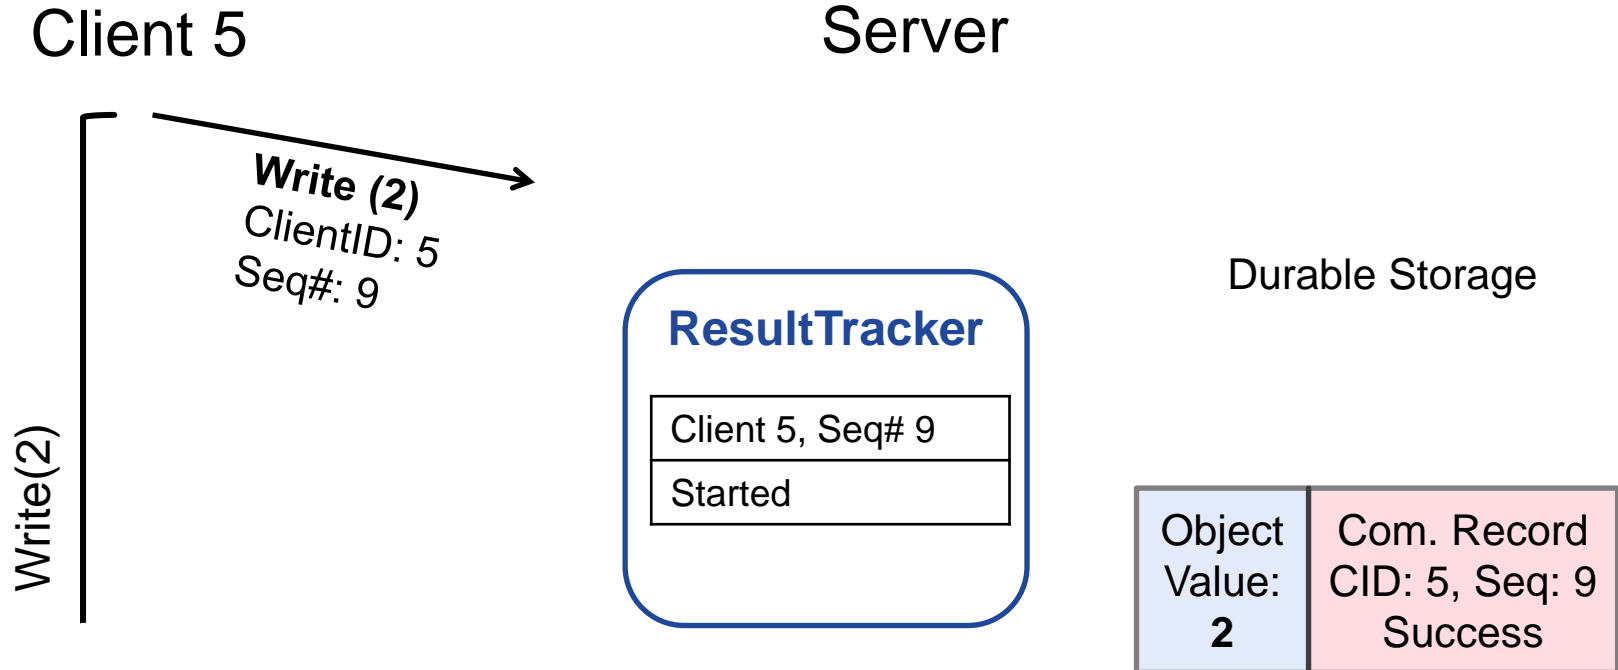 Client 5
Server
Write (2)
ClientID: 5
Seq#: 9
Write(2)
ResultTracker
Client 5, Seq# 9
Started
Durable Storage
Object
Value:
2
Com. Record
CID: 5, Seq: 9
Success